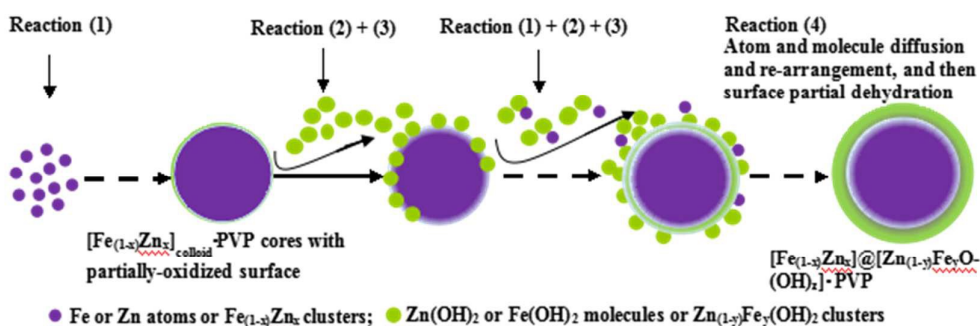 Reaction (1)
Reaction (2) + (3)
Reaction (1) + (2) + (3)
Reaction (4)
Atom and molecule diffusion
and re-arrangement, and then
surface partial dehydration
[Fe(1-x)Znx]colloid-PVP cores with
partially-oxidized surface
[Fe(1-x)Znx]@[Zn(1-y)FeyO-
(OH)z]-PVP
Fe or Zn atoms or Fe(1-x)Znx clusters; Zn(OH)2 or Fe(OH)2 molecules or Zn(1-y)Fey(OH)2 clusters